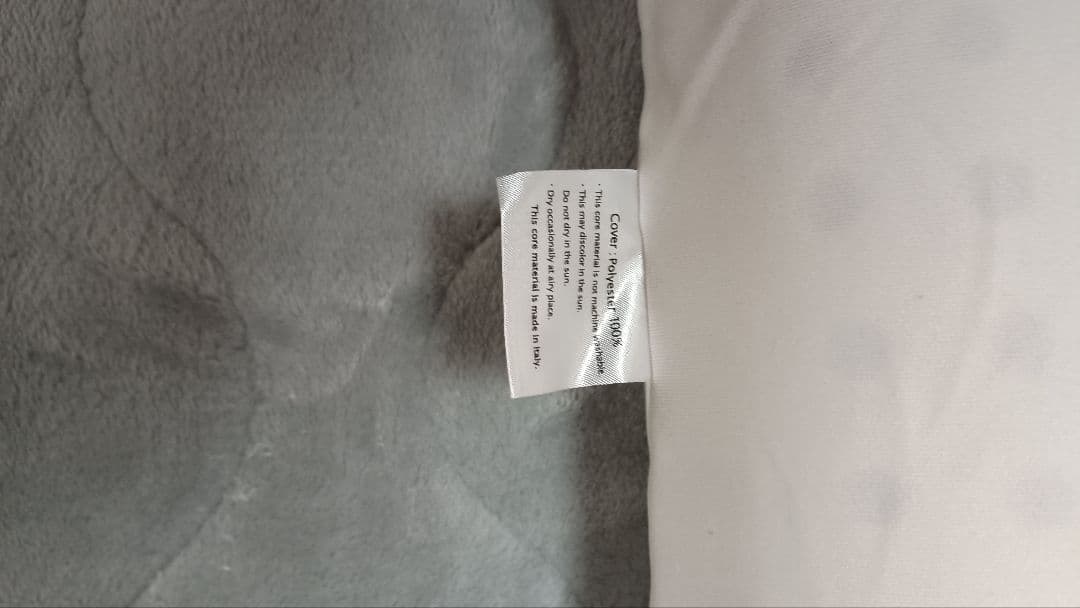 Cover : Polyester 100%
· This core material is not machine washable.
· This may discolor in the sun.
Do not dry in the sun.
· Dry occasionally at airy place.
This core material is made in Italy.